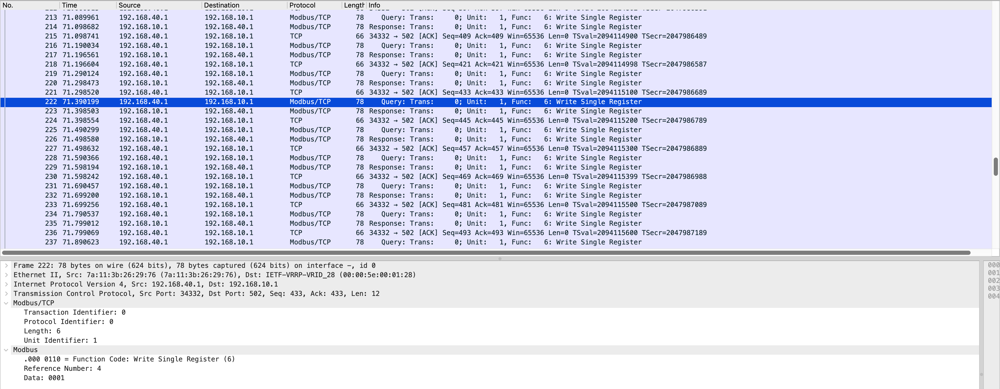 No. Time Source Destination Protocol Length Info
213 71.089961 192.168.40.1 192.168.10.1 Modbus/TCP 78 Query: Trans: 0; Unit: 1, Func: 6: Write Single Register
214 71.098682 192.168.10.1 192.168.40.1 Modbus/TCP 78 Response: Trans: 0; Unit: 1, Func: 6: Write Single Register
215 71.098741 192.168.40.1 192.168.10.1 TCP 66 34332 → 502 [ACK] Seq=409 Ack=409 Win=65536 Len=0 TSval=2094114900 TSecr=2047986489
216 71.190034 192.168.40.1 192.168.10.1 Modbus/TCP 78 Query: Trans: 0; Unit: 1, Func: 6: Write Single Register
217 71.196561 192.168.10.1 192.168.40.1 Modbus/TCP 78 Response: Trans: 0; Unit: 1, Func: 6: Write Single Register
218 71.196604 192.168.40.1 192.168.10.1 TCP 66 34332 → 502 [ACK] Seq=421 Ack=421 Win=65536 Len=0 TSval=2094114998 TSecr=2047986587
219 71.290124 192.168.40.1 192.168.10.1 Modbus/TCP 78 Query: Trans: 0; Unit: 1, Func: 6: Write Single Register
220 71.298473 192.168.10.1 192.168.40.1 Modbus/TCP 78 Response: Trans: 0; Unit: 1, Func: 6: Write Single Register
221 71.298520 192.168.40.1 192.168.10.1 TCP 66 34332 → 502 [ACK] Seq=433 Ack=433 Win=65536 Len=0 TSval=2094115100 TSecr=2047986689
222 71.390199 192.168.40.1 192.168.10.1 Modbus/TCP 78 Query: Trans: 0; Unit: 1, Func: 6: Write Single Register
223 71.398503 192.168.10.1 192.168.40.1 Modbus/TCP 78 Response: Trans: 0; Unit: 1, Func: 6: Write Single Register
224 71.398554 192.168.40.1 192.168.10.1 TCP 66 34332 → 502 [ACK] Seq=445 Ack=445 Win=65536 Len=0 TSval=2094115200 TSecr=2047986789
225 71.490299 192.168.40.1 192.168.10.1 Modbus/TCP 78 Query: Trans: 0; Unit: 1, Func: 6: Write Single Register
226 71.498580 192.168.10.1 192.168.40.1 Modbus/TCP 78 Response: Trans: 0; Unit: 1, Func: 6: Write Single Register
227 71.498632 192.168.40.1 192.168.10.1 TCP 66 34332 → 502 [ACK] Seq=457 Ack=457 Win=65536 Len=0 TSval=2094115300 TSecr=2047986889
228 71.590366 192.168.40.1 192.168.10.1 Modbus/TCP 78 Query: Trans: 0; Unit: 1, Func: 6: Write Single Register
229 71.598194 192.168.10.1 192.168.40.1 Modbus/TCP 78 Response: Trans: 0; Unit: 1, Func: 6: Write Single Register
230 71.598242 192.168.40.1 192.168.10.1 TCP 66 34332 → 502 [ACK] Seq=469 Ack=469 Win=65536 Len=0 TSval=2094115399 TSecr=2047986988
231 71.690457 192.168.40.1 192.168.10.1 Modbus/TCP 78 Query: Trans: 0; Unit: 1, Func: 6: Write Single Register
232 71.699200 192.168.10.1 192.168.40.1 Modbus/TCP 78 Response: Trans: 0; Unit: 1, Func: 6: Write Single Register
233 71.699256 192.168.40.1 192.168.10.1 TCP 66 34332 → 502 [ACK] Seq=481 Ack=481 Win=65536 Len=0 TSval=2094115500 TSecr=2047987089
234 71.790537 192.168.40.1 192.168.10.1 Modbus/TCP 78 Query: Trans: 0; Unit: 1, Func: 6: Write Single Register
235 71.799012 192.168.10.1 192.168.40.1 Modbus/TCP 78 Response: Trans: 0; Unit: 1, Func: 6: Write Single Register
236 71.799069 192.168.40.1 192.168.10.1 TCP 66 34332 → 502 [ACK] Seq=493 Ack=493 Win=65536 Len=0 TSval=2094115600 TSecr=2047987189
237 71.890623 192.168.40.1 192.168.10.1 Modbus/TCP 78 Query: Trans: 0; Unit: 1, Func: 6: Write Single Register
Frame 222: 78 bytes on wire (624 bits), 78 bytes captured (624 bits) on interface -, id 0
Ethernet II, Src: 7a:11:3b:26:29:76 (7a:11:3b:26:29:76), Dst: IETF-VRRP-VRID_28 (00:00:5e:00:01:28)
Internet Protocol Version 4, Src: 192.168.40.1, Dst: 192.168.10.1
Transmission Control Protocol, Src Port: 34332, Dst Port: 502, Seq: 433, Ack: 433, Len: 12
Modbus/TCP
Transaction Identifier: 0
Protocol Identifier: 0
Length: 6
Unit Identifier: 1
Modbus
.000 0110 = Function Code: Write Single Register (6)
Reference Number: 4
Data: 0001
000
001
002
003
004